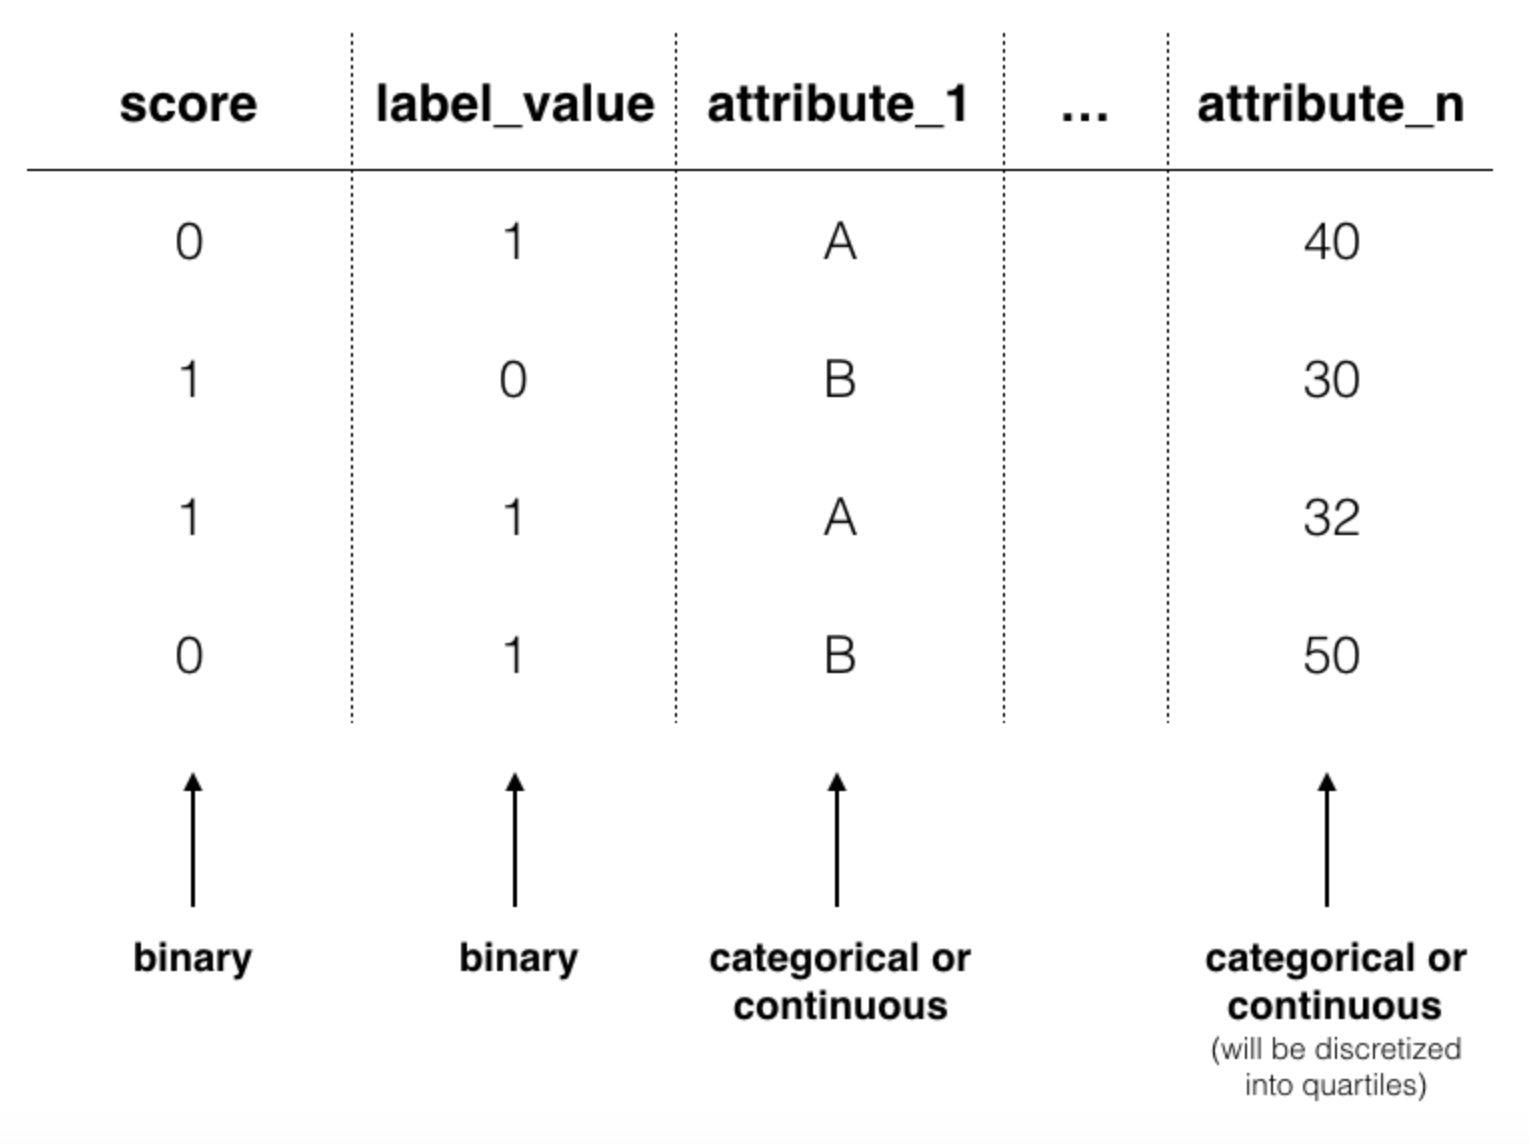 score label_value attribute_1 ... attribute_n
0 1 A 40
1 0 B 30
1 1 A 32
0 1 B 50
binary binary categorical or categorical or
continuous continuous
(will be discretized
into quartiles)